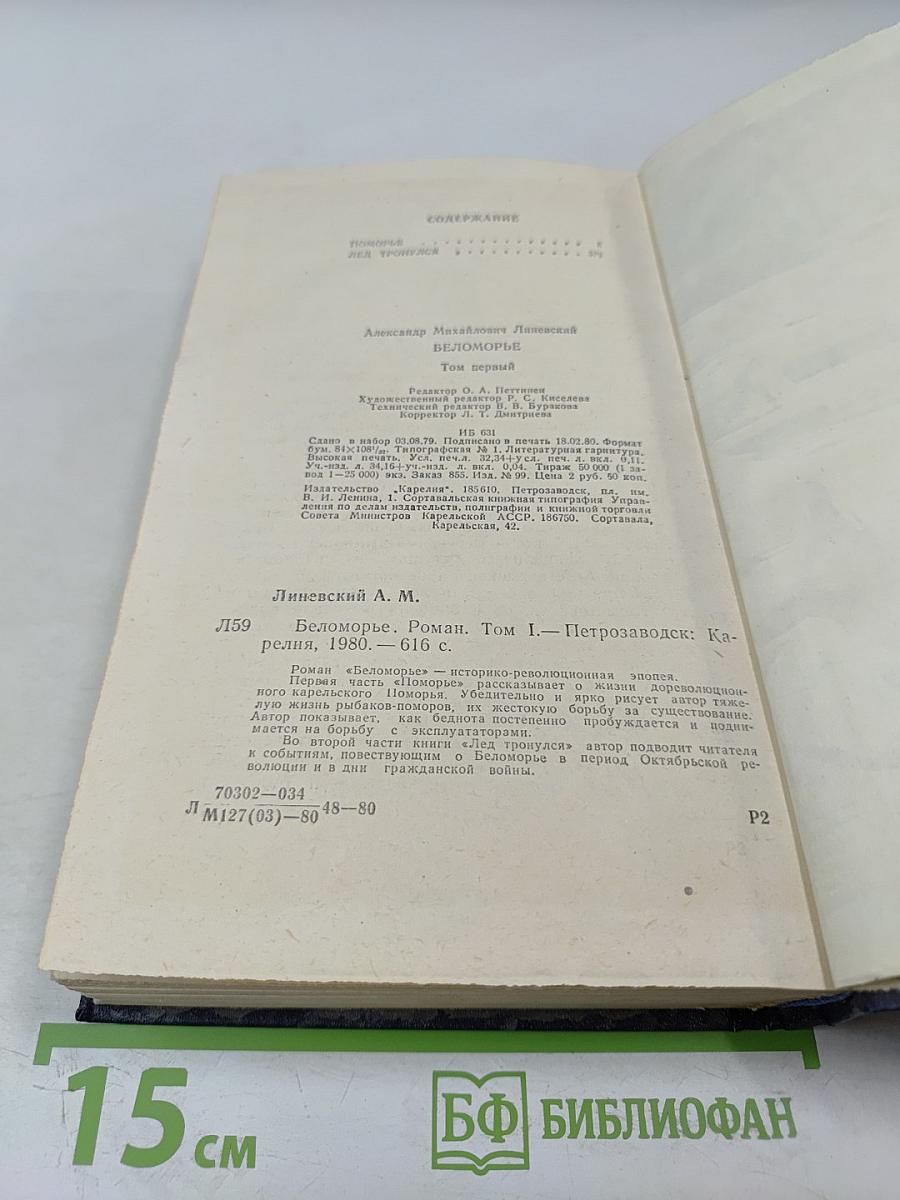 СОДЕРЖАНИЕ
ПОМОРЬЕ . . . . . . . . . . . . .
ЛЕД ТРОНУЛСЯ . . . . . . . . . .
Александр Михайлович Линевский
БЕЛОМОРЬЕ
Том первый
Редактор О. А. Петтинен
Художественный редактор Р. С. Киселева
Технический редактор В. В. Буракова
Корректор Л. Т. Дмитриева
ИБ 631
Сдано в набор 03.08.79. Подписано в печать 18.02.80. Формат
бум. 84×108¹/₃₂. Типографская № 1. Литературная гарнитура.
Высокая печать. Усл. печ.л. 32,34+усл. печ. л. вкл. 0,11.
Уч.-изд. л. 34,16+уч.-изд. л. вкл. 0,04. Тираж 50 000 (1 за-
вод 1—25 000) экз. Заказ 855. Изд. № 99. Цена 2 руб. 50 коп.
Издательство „Карелия“. 185610. Петрозаводск, пл. им.
В. И. Ленина, 1. Сортавальская книжная типография Управ-
ления по делам издательств, полиграфии и книжной торговли
Совета Министров Карельской АССР. 186750. Сортавала,
Карельская, 42.
Линевский А. М.
Л59 Беломорье. Роман. Том I.— Петрозаводск: Ка-
релия, 1980. — 616 с.
Роман «Беломорье» — историко-революционная эпопея.
Первая часть «Поморье» рассказывает о жизни дореволюцион-
ного карельского Поморья. Убедительно и ярко рисует автор тяже-
лую жизнь рыбаков-поморов, их жестокую борьбу за существование.
Автор показывает, как беднота постепенно пробуждается и подни-
мается на борьбу с эксплуататорами.
Во второй части книги «Лед тронулся» автор подводит читателя
к событиям, повествующим о Беломорье в период Октябрьской ре-
волюции и в дни гражданской войны.
70302—034
Л М127(03)—80 48—80
Р2
15 см
БФ БИБЛИОФАН